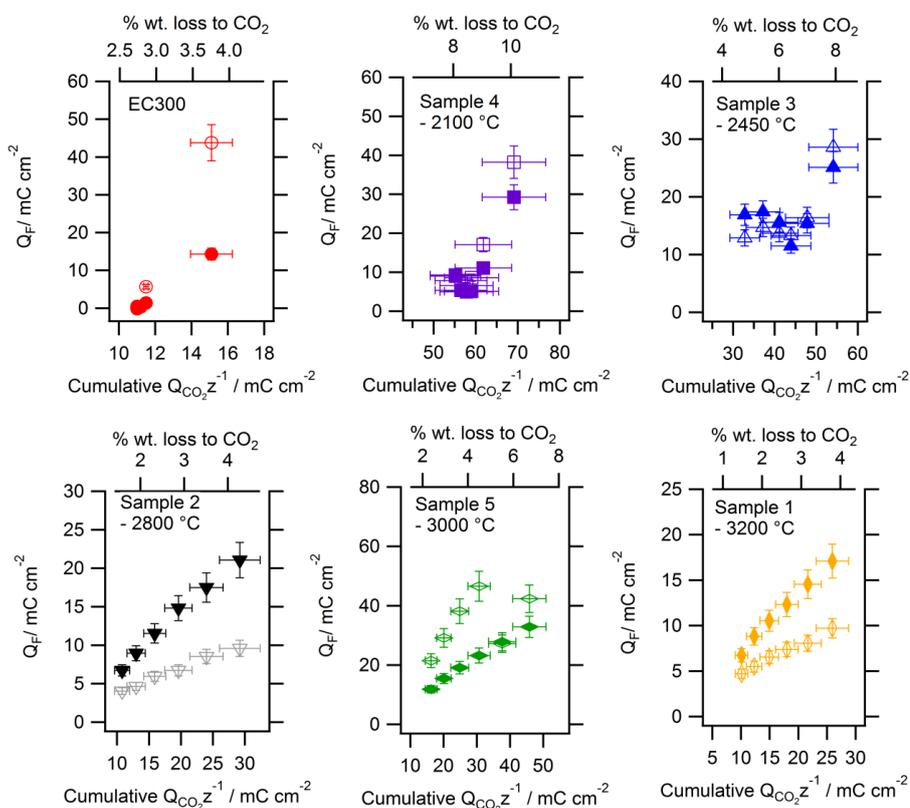 % wt. loss to CO2
2.7 2.8 3.6 4.0
60
50
40
30
20
10
0
EC300
QF/ mC cm-2
10 12 14 16 18
Cumulative QCO2z-1 / mC cm-2
% wt. loss to CO2
8 10
60
50
40
30
20
10
0
Sample 4
- 2100 °C
QF/ mC cm-2
50 60 70 80
Cumulative QCO2z-1 / mC cm-2
% wt. loss to CO2
4 6 8
40
30
20
10
0
Sample 3
- 2450 °C
QF/ mC cm-2
30 40 50 60
Cumulative QCO2z-1 / mC cm-2
% wt. loss to CO2
2 3 4
30
25
20
15
10
5
0
Sample 2
- 2800 °C
QF/ mC cm-2
10 15 20 25 30
Cumulative QCO2z-1 / mC cm-2
% wt. loss to CO2
2 4 6 8
80
60
40
20
0
Sample 5
- 3000 °C
QF/ mC cm-2
10 20 30 40 50
Cumulative QCO2z-1 / mC cm-2
% wt. loss to CO2
1 2 3 4
25
20
15
10
5
0
Sample 1
- 3200 °C
QF/ mC cm-2
5 10 15 20 25 30
Cumulative QCO2z-1 / mC cm-2